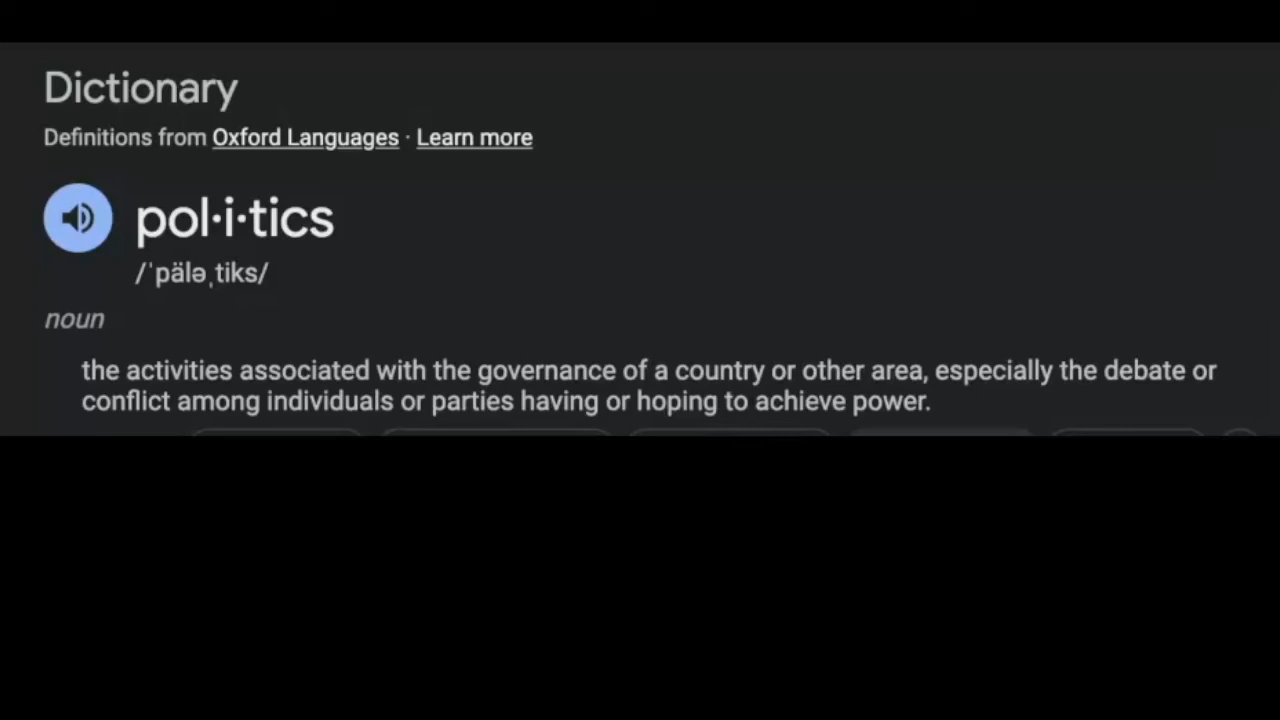 Dictionary
Definitions from Oxford Languages · Learn more
pol·i·tics
/ˈpäləˌtiks/
noun
the activities associated with the governance of a country or other area, especially the debate or
conflict among individuals or parties having or hoping to achieve power.